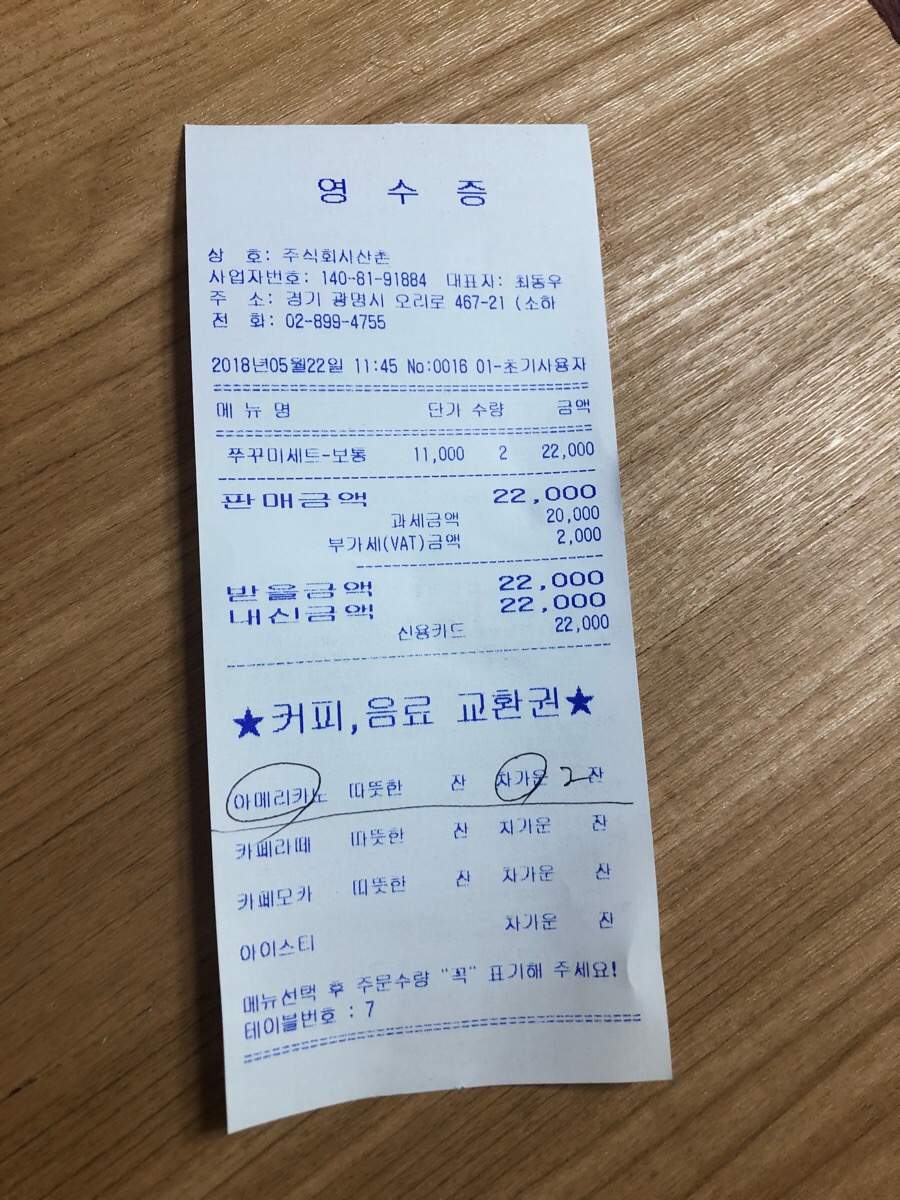 영 수 증
상 호: 주식회시산촌
사업자번호: 140-81-91884 대표자: 최동우
주 소: 경기 광명시 오리로 467-21 (소하
전 화: 02-899-4755
2018년05월22일 11:45 No:0016 01-초기사용자
메 뉴 명 단가 수량 금액
쭈꾸미세트-보통 11,000 2 22,000
판매금액 22,000
과세금액 20,000
부가세(VAT)금액 2,000
받을금액 22,000
내신금액 22,000
신용카드 22,000
★커피,음료 교환권★
아메리카노 따뜻한 잔 차가운 2 잔
카페라떼 따뜻한 잔 차가운 잔
카페모카 따뜻한 잔 차가운 잔
아이스티 차가운 잔
메뉴선택 후 주문수량 "꼭" 표기해 주세요!
테이블번호 : 7